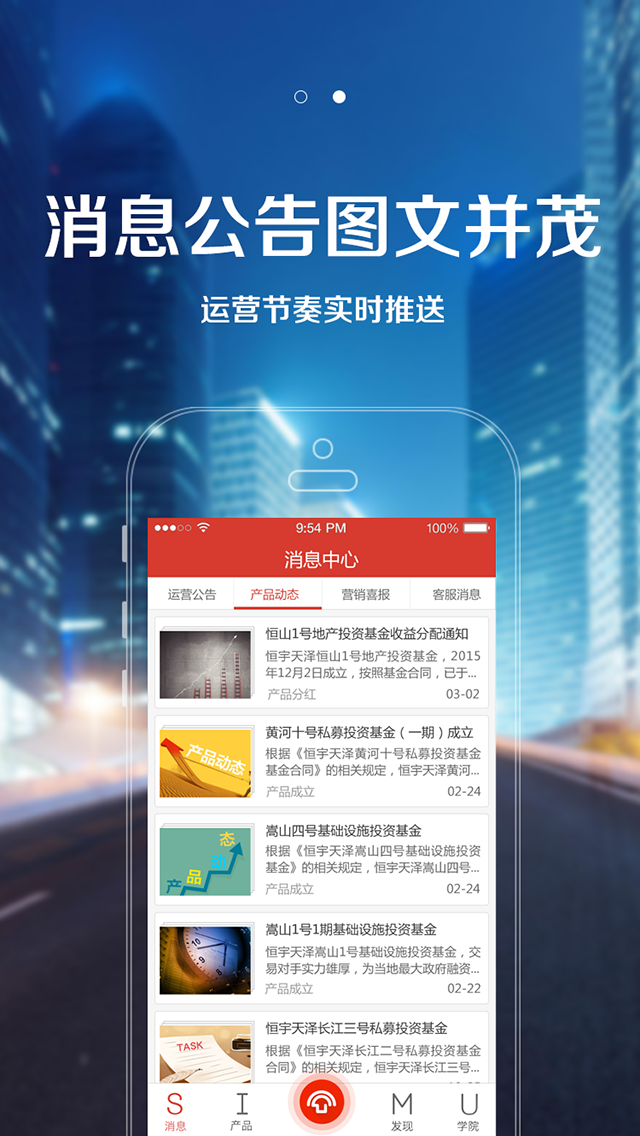 消息公告图文并茂
运营节奏实时推送
9:54 PM
100%
消息中心
运营公告 产品动态 营销喜报 客服消息
恒山1号地产投资基金收益分配通知
恒宇天泽恒山1号地产投资基金，2015
年12月2日成立，按照基金合同，已于...
产品分红 03-02
产品动态
黄河十号私募投资基金（一期）成立
根据《恒宇天泽黄河十号私募投资基金
基金合同》的相关规定，恒宇天泽黄河...
产品成立 02-24
产品动态
嵩山四号基础设施投资基金
根据《恒宇天泽嵩山四号基础设施投资
基金》的相关规定，恒宇天泽嵩山四号...
产品成立 02-24
嵩山1号1期基础设施投资基金
恒宇天泽嵩山1号基础设施投资基金，交
易对手实力雄厚，为当地最大政府融资...
产品成立 02-22
TASK
恒宇天泽长江三号私募投资基金
根据《恒宇天泽长江二号私募投资基金
合同》的相关规定，恒宇天泽长江三号...
S I M U
消息 产品 发现 学院